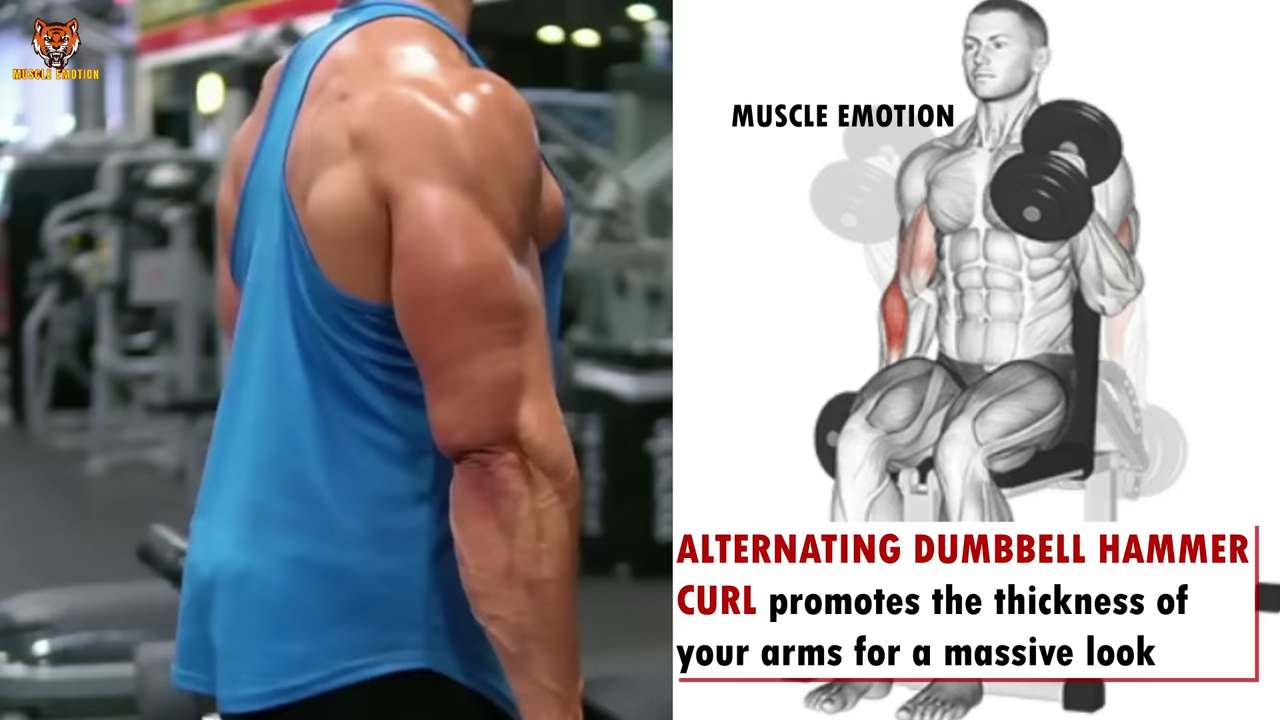 MUSCLE EMOTION
MUSCLE EMOTION
ALTERNATING DUMBBELL HAMMER
CURL promotes the thickness of
your arms for a massive look